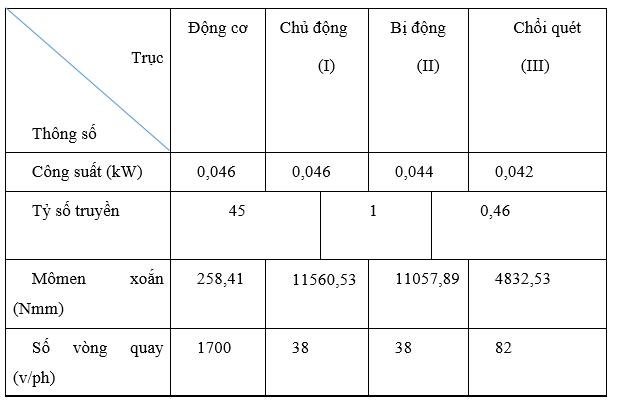 Trục
Thông số
Động cơ
Chủ động
(I)
Bị động
(II)
Chổi quét
(III)
Công suất (kW) 0,046 0,046 0,044 0,042
Tỷ số truyền 45 1 0,46
Mômen xoắn
(Nmm)
258,41 11560,53 11057,89 4832,53
Số vòng quay
(v/ph)
1700 38 38 82